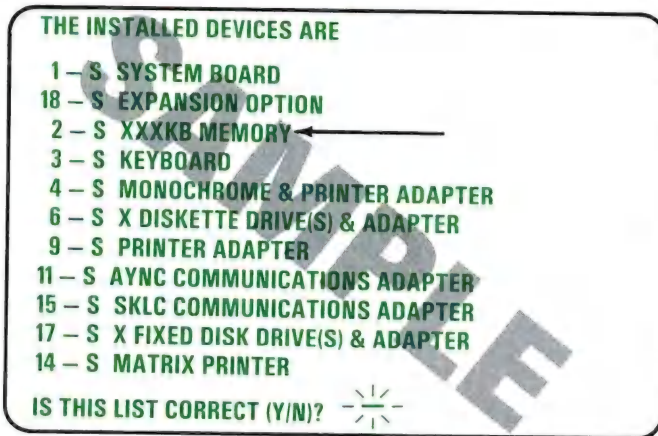 THE INSTALLED DEVICES ARE
1 – S SYSTEM BOARD
18 – S EXPANSION OPTION
2 – S XXXKB MEMORY
3 – S KEYBOARD
4 – S MONOCHROME & PRINTER ADAPTER
6 – S X DISKETTE DRIVE(S) & ADAPTER
9 – S PRINTER ADAPTER
11 – S AYNC COMMUNICATIONS ADAPTER
15 – S SKLC COMMUNICATIONS ADAPTER
17 – S X FIXED DISK DRIVE(S) & ADAPTER
14 – S MATRIX PRINTER
IS THIS LIST CORRECT (Y/N)?
SAMPLE